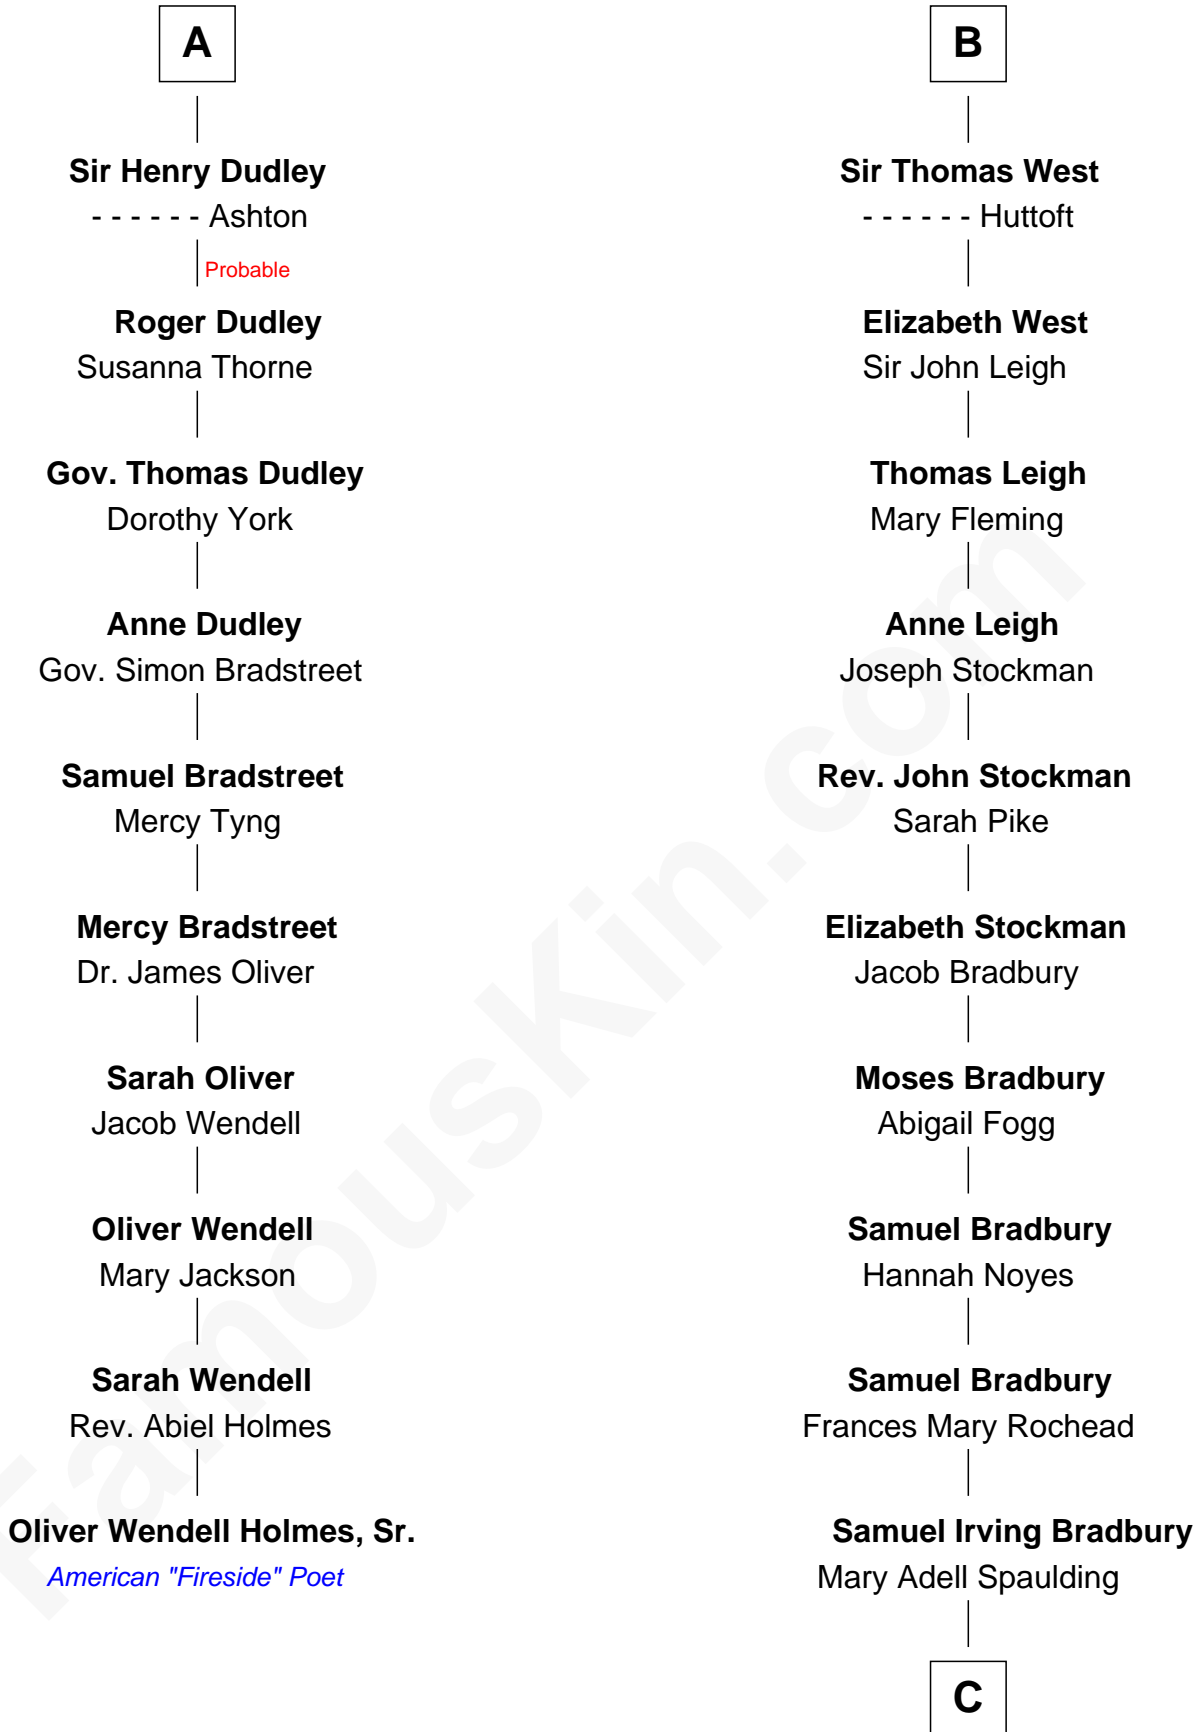 A
Sir Henry Dudley
- - - - - - Ashton
Probable
Roger Dudley
Susanna Thorne
Gov. Thomas Dudley
Dorothy York
Anne Dudley
Gov. Simon Bradstreet
Samuel Bradstreet
Mercy Tyng
Mercy Bradstreet
Dr. James Oliver
Sarah Oliver
Jacob Wendell
Oliver Wendell
Mary Jackson
Sarah Wendell
Rev. Abiel Holmes
Oliver Wendell Holmes, Sr.
American "Fireside" Poet
B
Sir Thomas West
- - - - - - Huttoft
Elizabeth West
Sir John Leigh
Thomas Leigh
Mary Fleming
Anne Leigh
Joseph Stockman
Rev. John Stockman
Sarah Pike
Elizabeth Stockman
Jacob Bradbury
Moses Bradbury
Abigail Fogg
Samuel Bradbury
Hannah Noyes
Samuel Bradbury
Frances Mary Rochead
Samuel Irving Bradbury
Mary Adell Spaulding
C
FamousKin.com